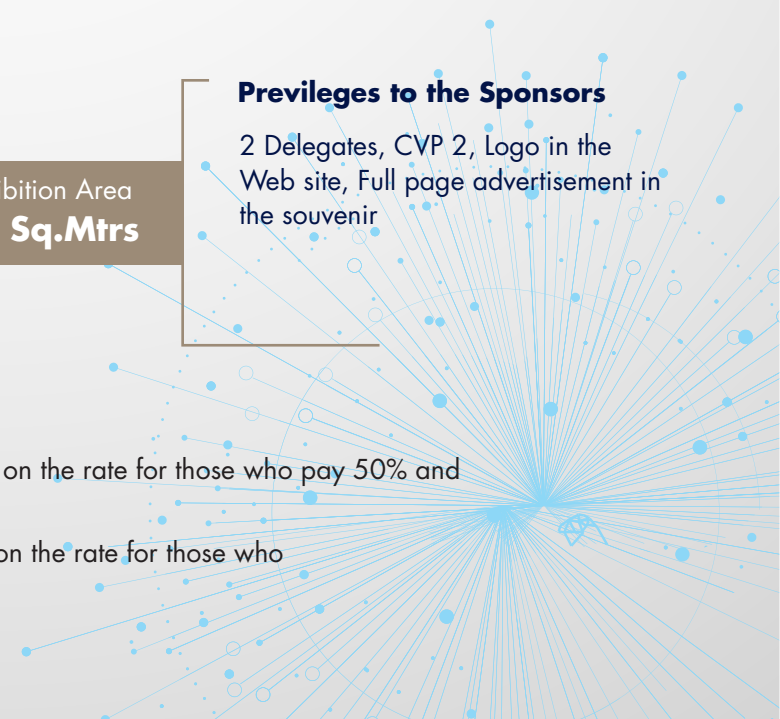 Previleges to the Sponsors
2 Delegates, CVP 2, Logo in the
Web site, Full page advertisement in
the souvenir
Area
Sq.Mtrs
on the rate for those who pay 50% and
on the rate for those who